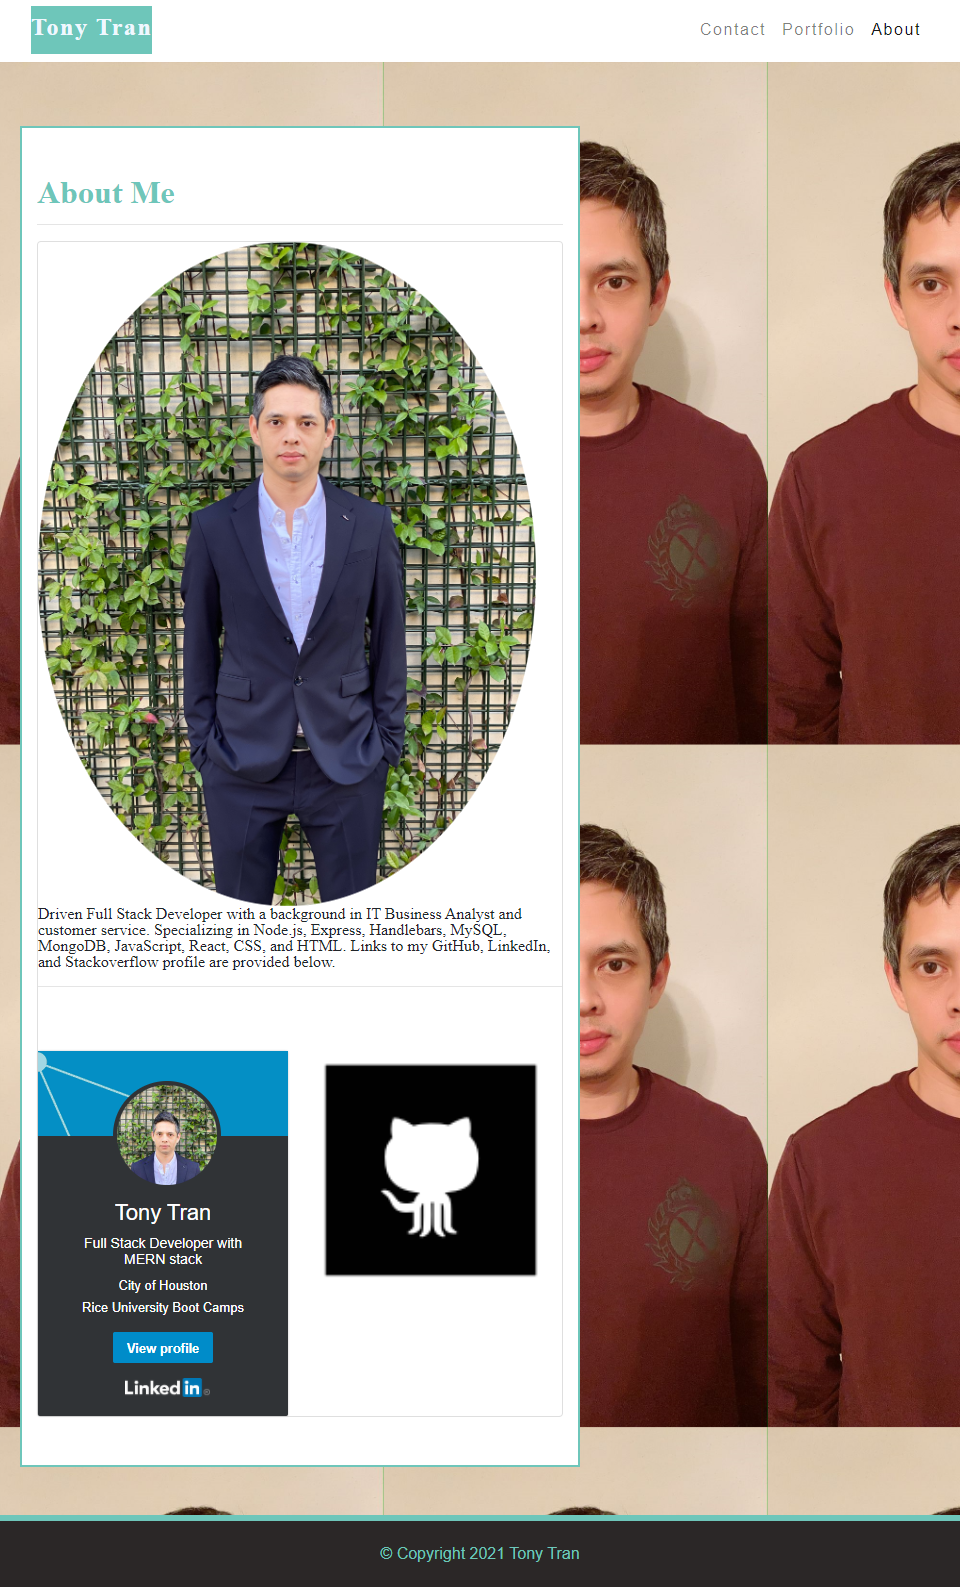 Tony Tran
Contact Portfolio About
About Me
Driven Full Stack Developer with a background in IT Business Analyst and
customer service. Specializing in Node.js, Express, Handlebars, MySQL,
MongoDB, JavaScript, React, CSS, and HTML. Links to my GitHub, LinkedIn,
and Stackoverflow profile are provided below.
Tony Tran
Full Stack Developer with
MERN stack
City of Houston
Rice University Boot Camps
View profile
Linked in ®
© Copyright 2021 Tony Tran